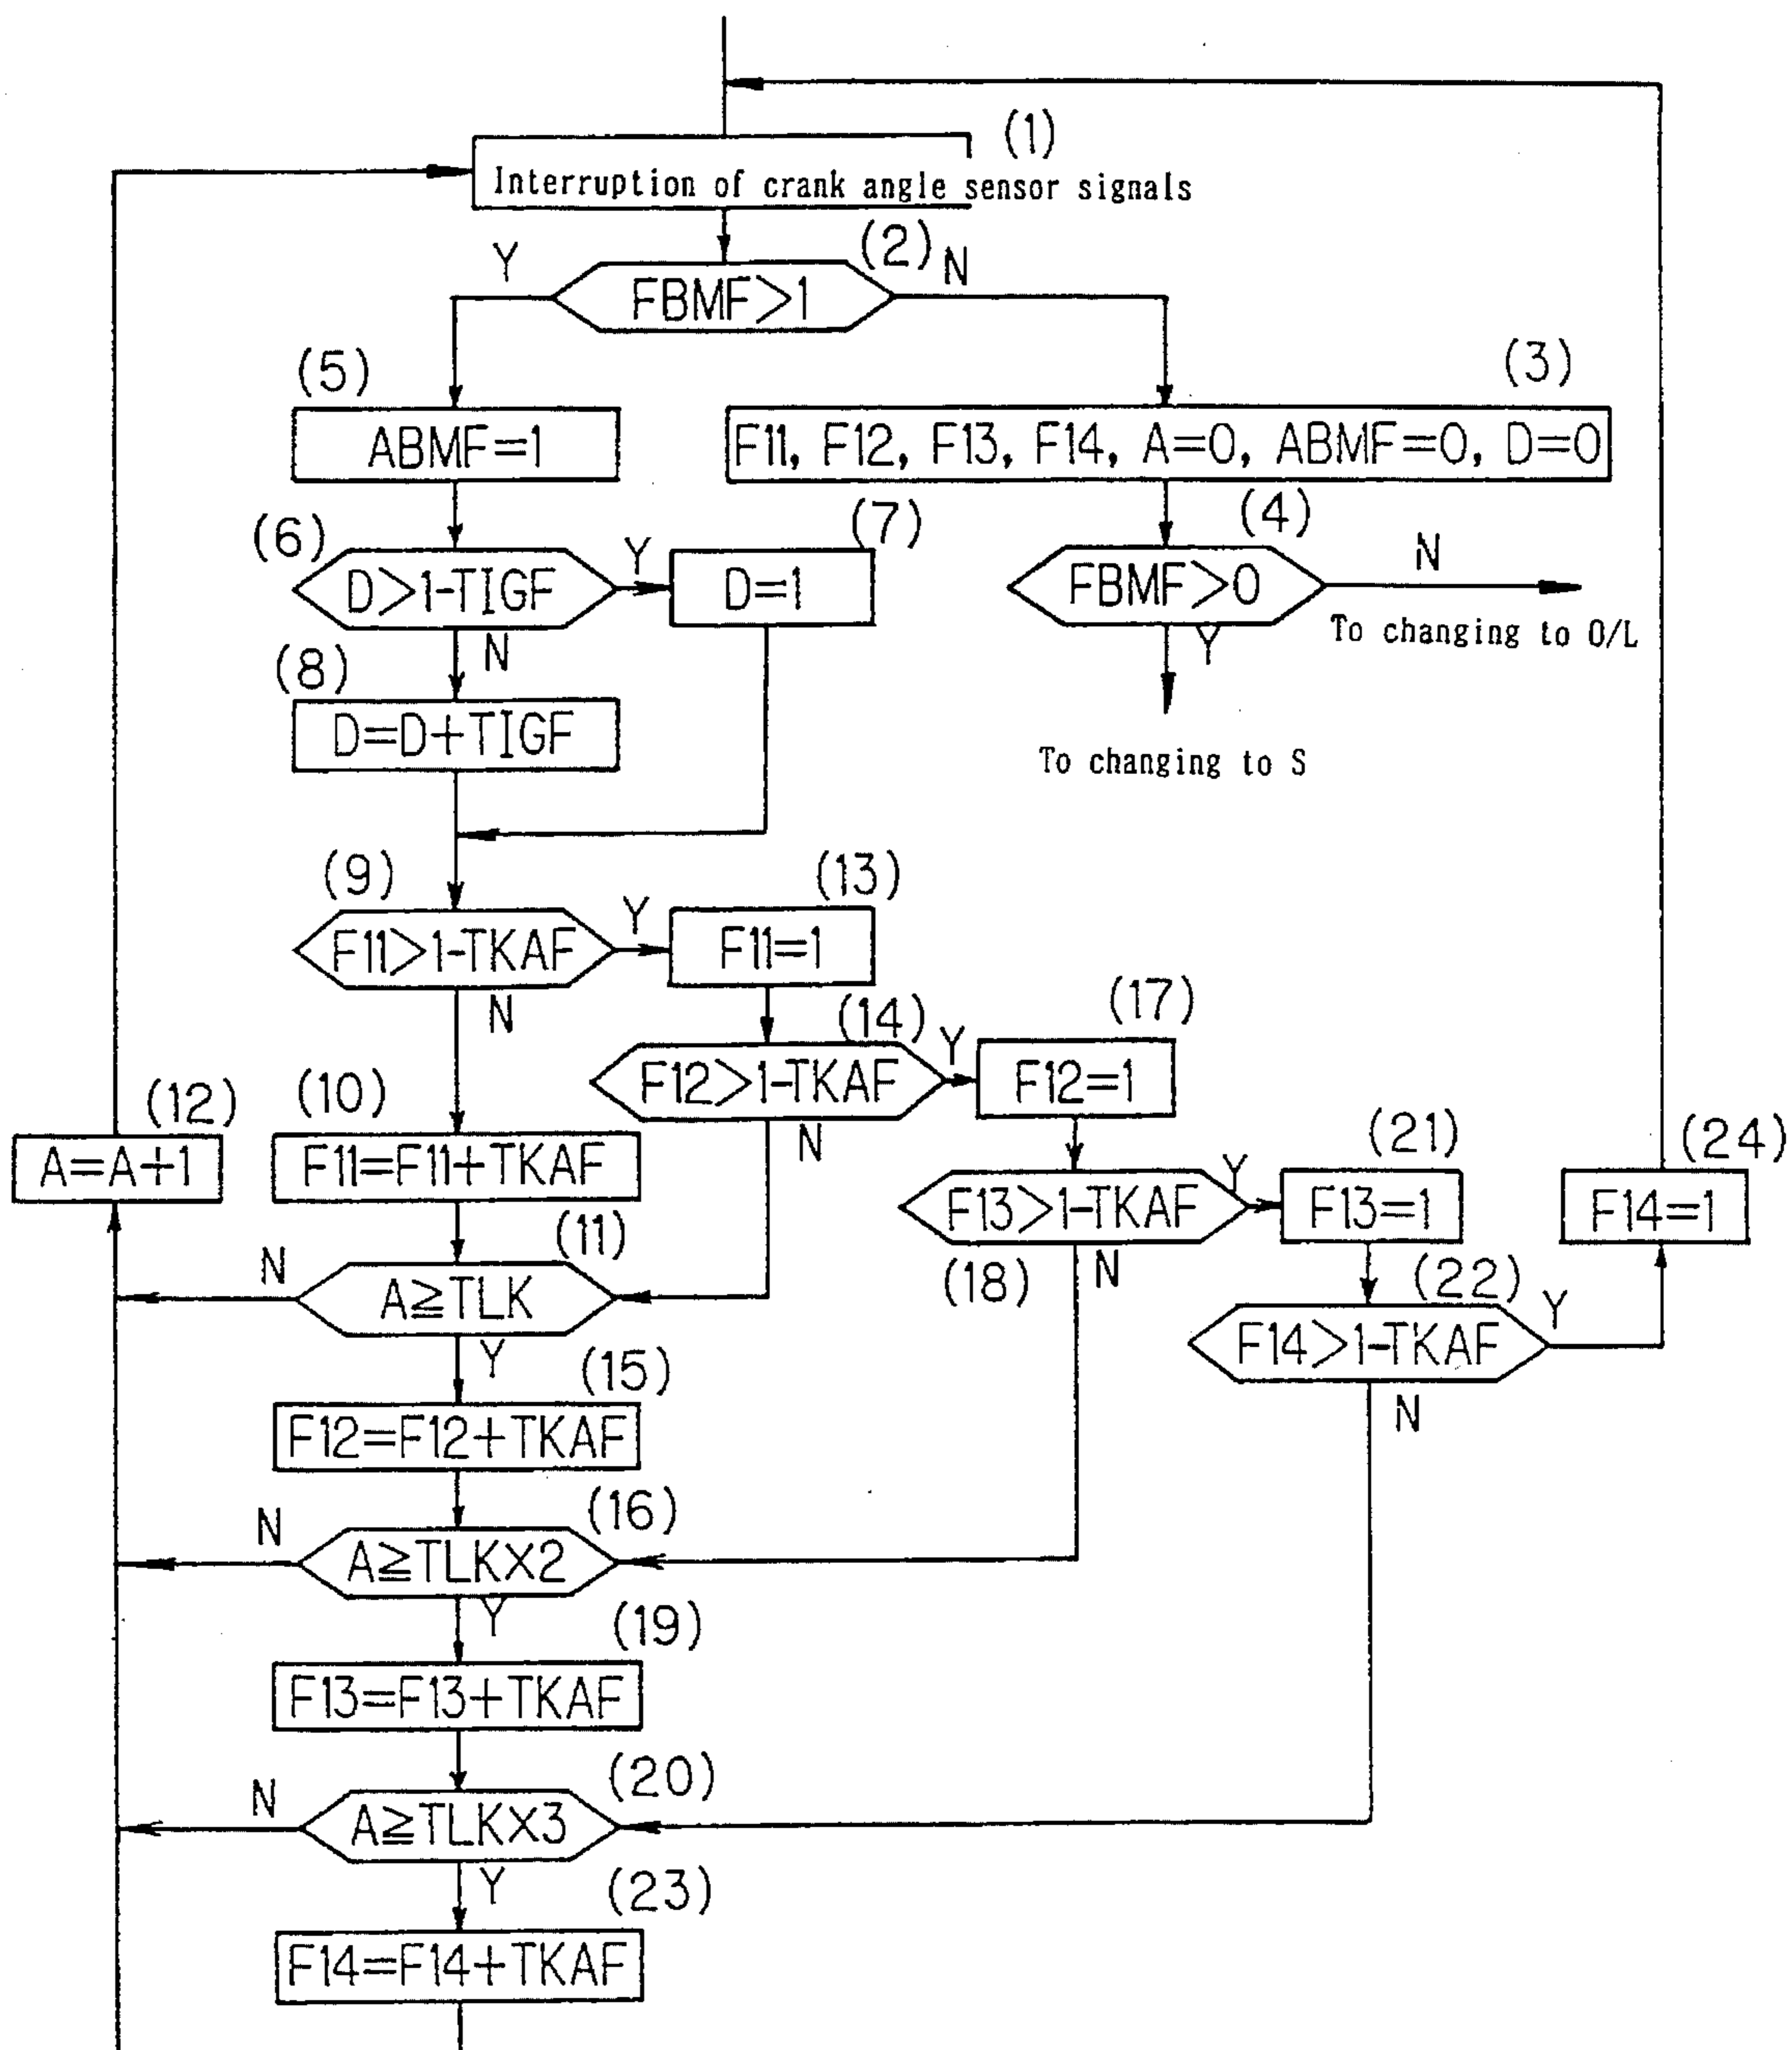 (1)
Interruption of crank angle sensor signals
(2)
Y
N
FBMF>1
(5)
(3)
ABMF=1
F11, F12, F13, F14, A=0, ABMF=0, D=0
(6)
(7)
(4)
D>1-TIGF
Y
D=1
FBMF>0
N
To changing to O/L
N
Y
(8)
D=D+TIGF
To changing to S
(9)
(13)
F11>1-TKAF
Y
F11=1
N
(14)
(17)
F12>1-TKAF
Y
F12=1
(12)
(10)
N
(21)
(24)
A=A+1
F11=F11+TKAF
F13>1-TKAF
Y
F13=1
F14=1
(11)
(18)
N
(22)
N
A≧TLK
F14>1-TKAF
Y
Y
(15)
N
F12=F12+TKAF
(16)
N
A≧TLKX2
Y
(19)
F13=F13+TKAF
(20)
N
A≧TLKX3
Y
(23)
F14=F14+TKAF